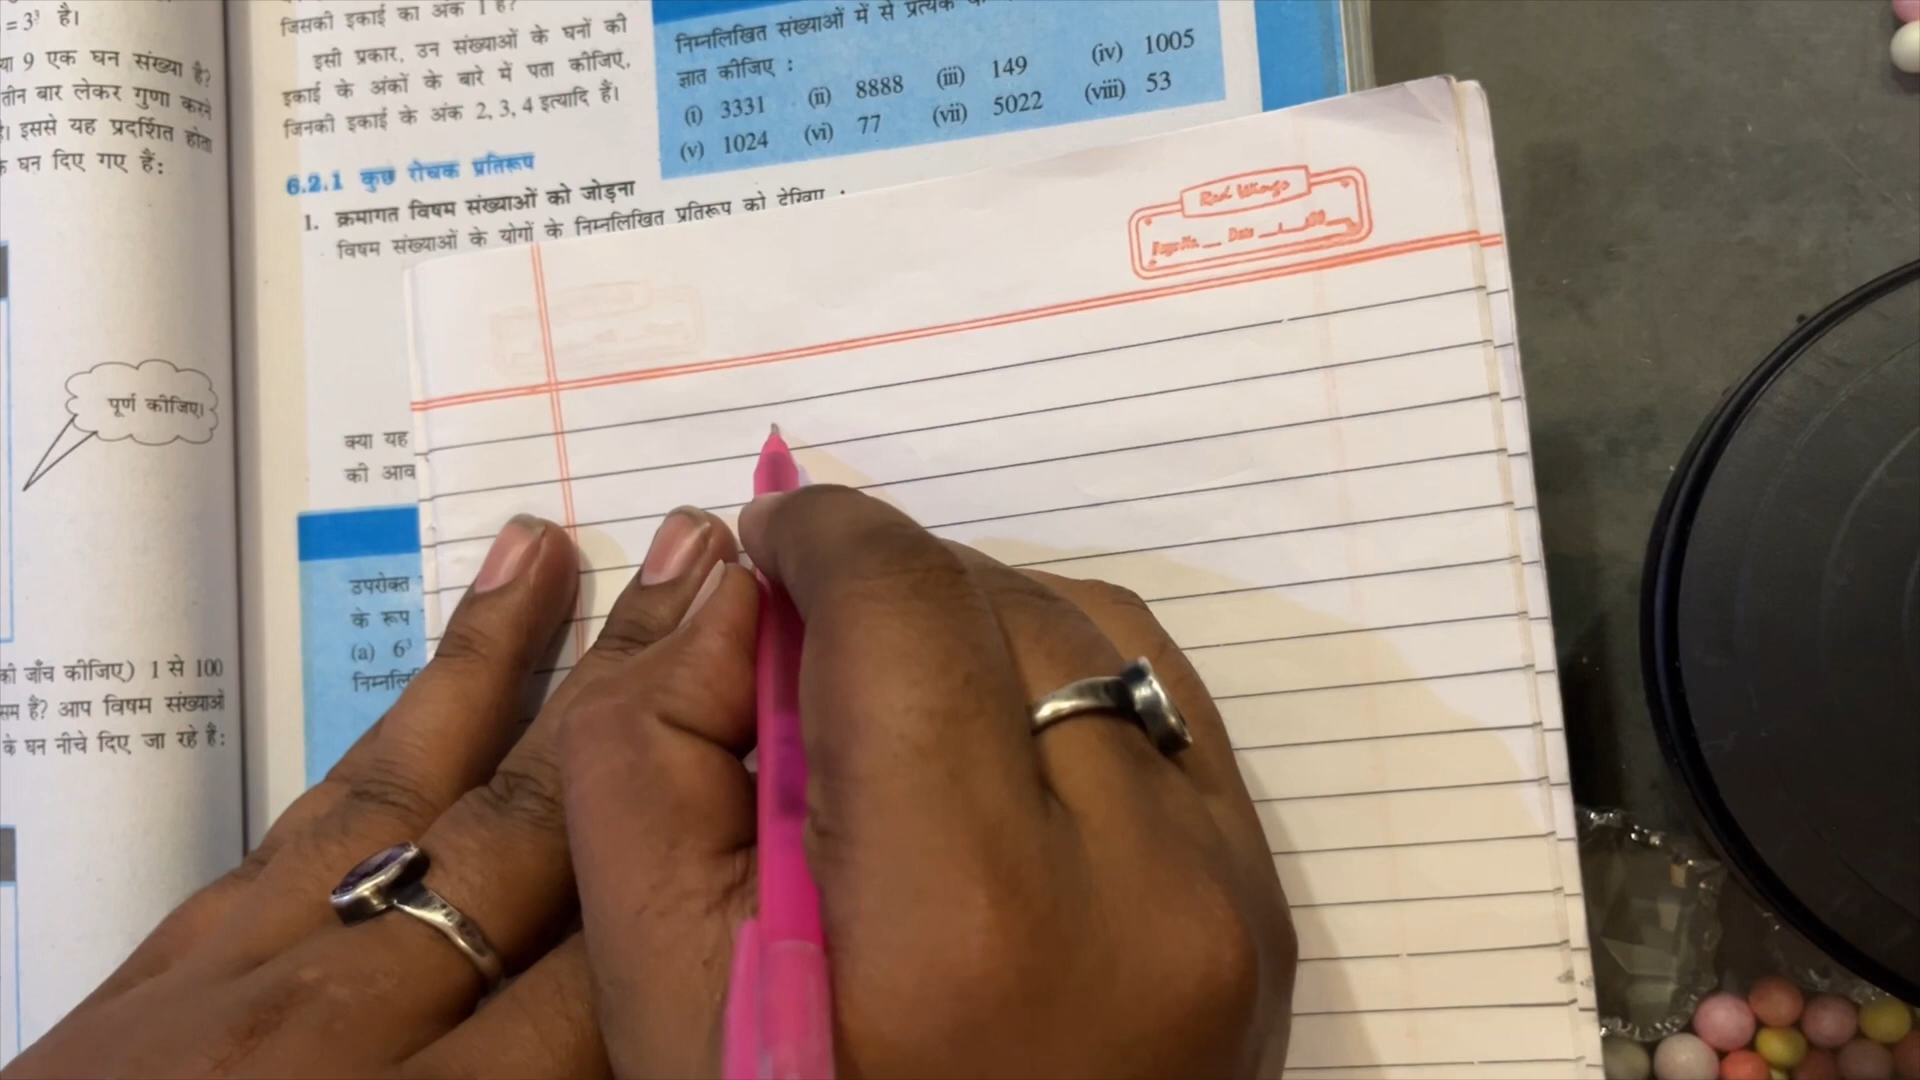 = 3³ है।
या 9 एक घन संख्या है?
तीन बार लेकर गुणा करने
है। इससे यह प्रदर्शित होता
के घन दिए गए हैं:
पूर्ण कीजिए।
की जाँच कीजिए) 1 से 100
सम हैं? आप विषम संख्याओं
के घन नीचे दिए जा रहे हैं:
जिसकी इकाई का अंक 1 है?
इसी प्रकार, उन संख्याओं के घनों की
इकाई के अंकों के बारे में पता कीजिए,
जिनकी इकाई के अंक 2, 3, 4 इत्यादि हैं।
6.2.1 कुछ रोचक प्रतिरूप
1. क्रमागत विषम संख्याओं को जोड़ना
विषम संख्याओं के योगों के निम्नलिखित प्रतिरूप को देखिए :
क्या यह
की आव
उपरोक्त
के रूप
(a) 6³
निम्नलि
निम्नलिखित संख्याओं में से प्रत्येक
ज्ञात कीजिए :
(i) 3331 (ii) 8888 (iii) 149 (iv) 1005
(v) 1024 (vi) 77 (vii) 5022 (viii) 53
Red Wings
Page No. Date